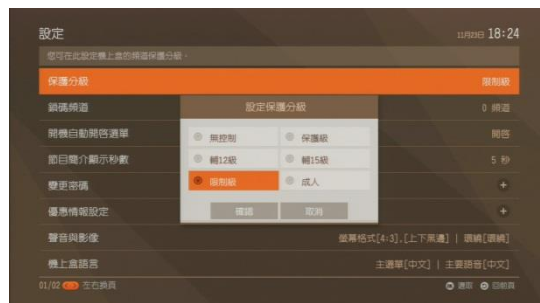 設定
11月23日 18:24
您可在此設定機上盒的頻道保護分級。
保護分級 限制級
鎖碼頻道 0 頻道
開機自動開啓選單 開啓
節目簡介顯示秒數 5 秒
變更密碼
優惠情報設定
聲音與影像 螢幕格式[4:3],[上下黑邊] | 環繞[環繞]
機上盒語言 主選單[中文] | 主要語音[中文]
設定保護分級
無控制 保護級
輔12級 輔15級
限制級 成人
確認 取消
01/02 左右換頁 選取 回前頁